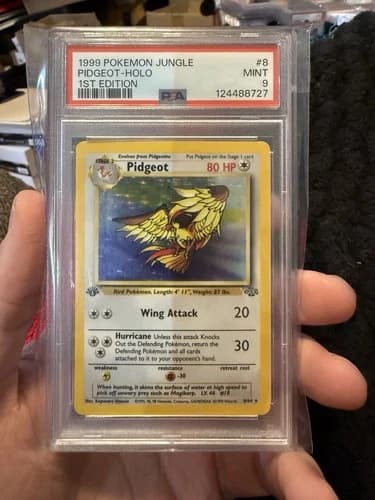 1999 POKEMON JUNGLE #8
PIDGEOT-HOLO MINT
1ST EDITION 9
PSA 124488727
STAGE 2 Evolves from Pidgeotto Put Pidgeot on the Stage 1 card
Pidgeot 80 HP
Bird Pokémon. Length: 4' 11", Weight: 87 lbs.
Wing Attack 20
Hurricane Unless this attack Knocks
Out the Defending Pokémon, return the
Defending Pokémon and all cards
attached to it to your opponent's hand. 30
weakness resistance retreat cost
-30
When hunting, it skims the surface of water at high speed to
pick off unwary prey such as Magikarp. LV. 40 #18